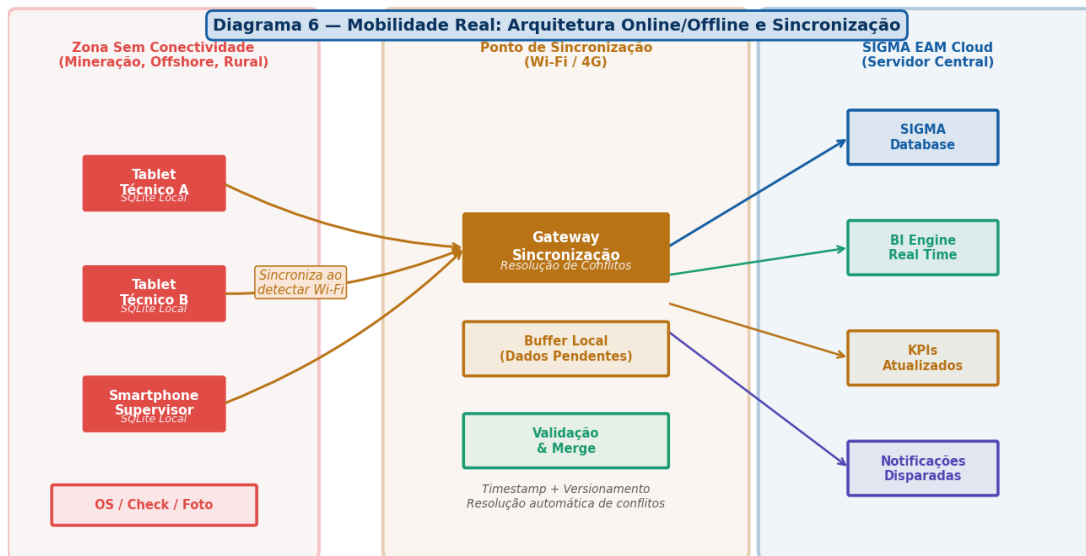 Diagrama 6 — Mobilidade Real: Arquitetura Online/Offline e Sincronização
Zona Sem Conectividade
(Mineração, Offshore, Rural)
Tablet
Técnico A
SQLite Local
Tablet
Técnico B
SQLite Local
Smartphone
Supervisor
SQLite Local
OS / Check / Foto
Sincroniza ao
detectar Wi-Fi
Ponto de Sincronização
(Wi-Fi / 4G)
Gateway
Sincronização
Resolução de Conflitos
Buffer Local
(Dados Pendentes)
Validação
& Merge
Timestamp + Versionamento
Resolução automática de conflitos
SIGMA EAM Cloud
(Servidor Central)
SIGMA
Database
BI Engine
Real Time
KPIs
Atualizados
Notificações
Disparadas